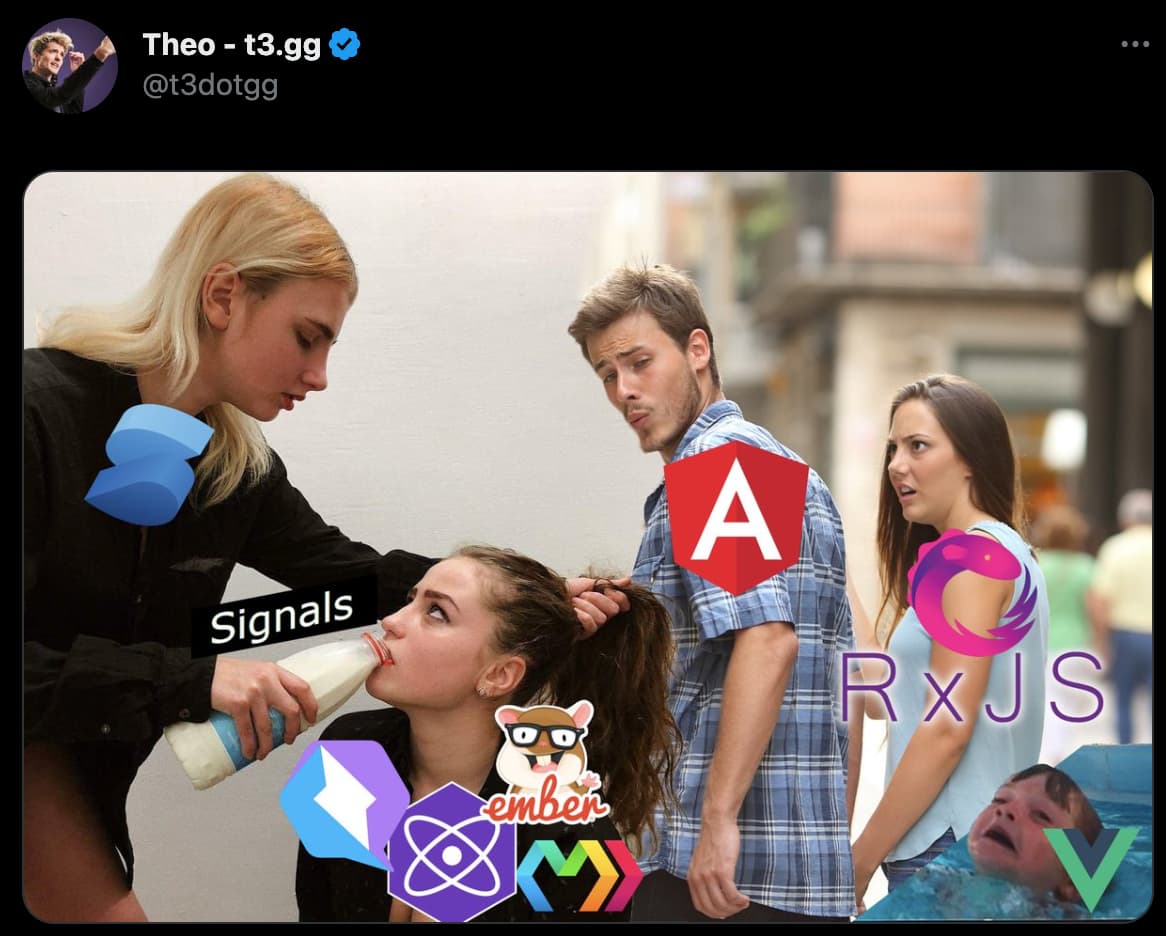 Theo - t3.gg
@t3dotgg
Signals
A
RxJS
ember